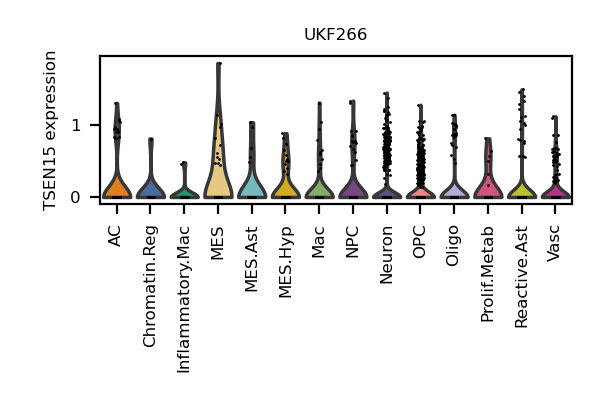 UKF266
TSEN15 expression
1
0
AC
Chromatin.Reg
Inflammatory.Mac
MES
MES.Ast
MES.Hyp
Mac
NPC
Neuron
OPC
Oligo
Prolif.Metab
Reactive.Ast
Vasc